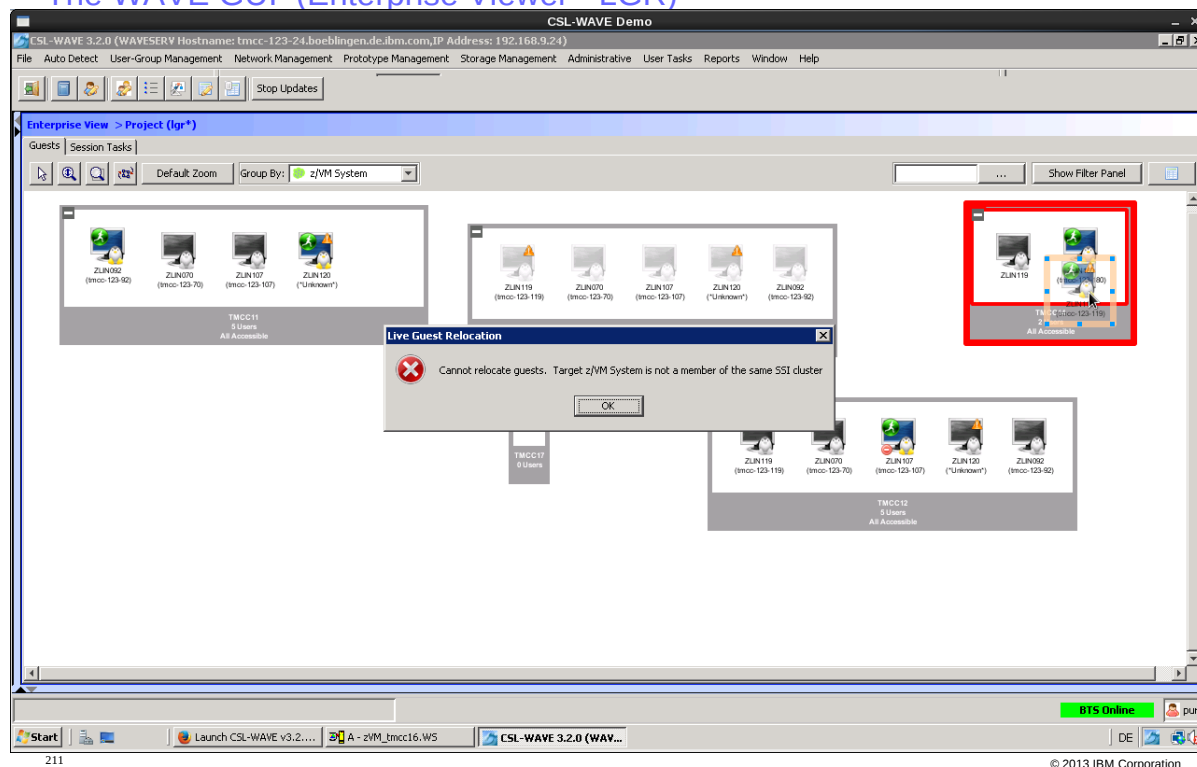 The WAVE GUI (Enterprise Viewer - LGR)
CSL-WAVE Demo
CSL-WAVE 3.2.0 (WAVESERV Hostname: tmcc-123-24.boeblingen.de.ibm.com,IP Address: 192.168.9.24)
File Auto Detect User-Group Management Network Management Prototype Management Storage Management Administrative User Tasks Reports Window Help
Stop Updates
Enterprise View > Project (lgr*)
Guests Session Tasks
Default Zoom Group By: z/VM System ... Show Filter Panel
ZLIN092 ZLIN070 ZLIN107 ZLIN120
(tmcc-123-92) (tmcc-123-70) (tmcc-123-107) ("Unknown")
TMCC11
5 Users
All Accessible
ZLIN119 ZLIN070 ZLIN107 ZLIN120 ZLIN092
(tmcc-123-119) (tmcc-123-70) (tmcc-123-107) ("Unknown") (tmcc-123-92)
ZLIN119
(tmcc-123-119)
All Accessible
Live Guest Relocation
Cannot relocate guests. Target z/VM System is not a member of the same SSI cluster
OK
TMCC17
0 Users
ZLIN119 ZLIN070 ZLIN107 ZLIN120 ZLIN092
(tmcc-123-119) (tmcc-123-70) (tmcc-123-107) ("Unknown") (tmcc-123-92)
TMCC12
5 Users
All Accessible
BTS Online pur
Start Launch CSL-WAVE v3.2.... A - zVM_tmcc16.WS CSL-WAVE 3.2.0 (WAV... DE
211
© 2013 IBM Corporation